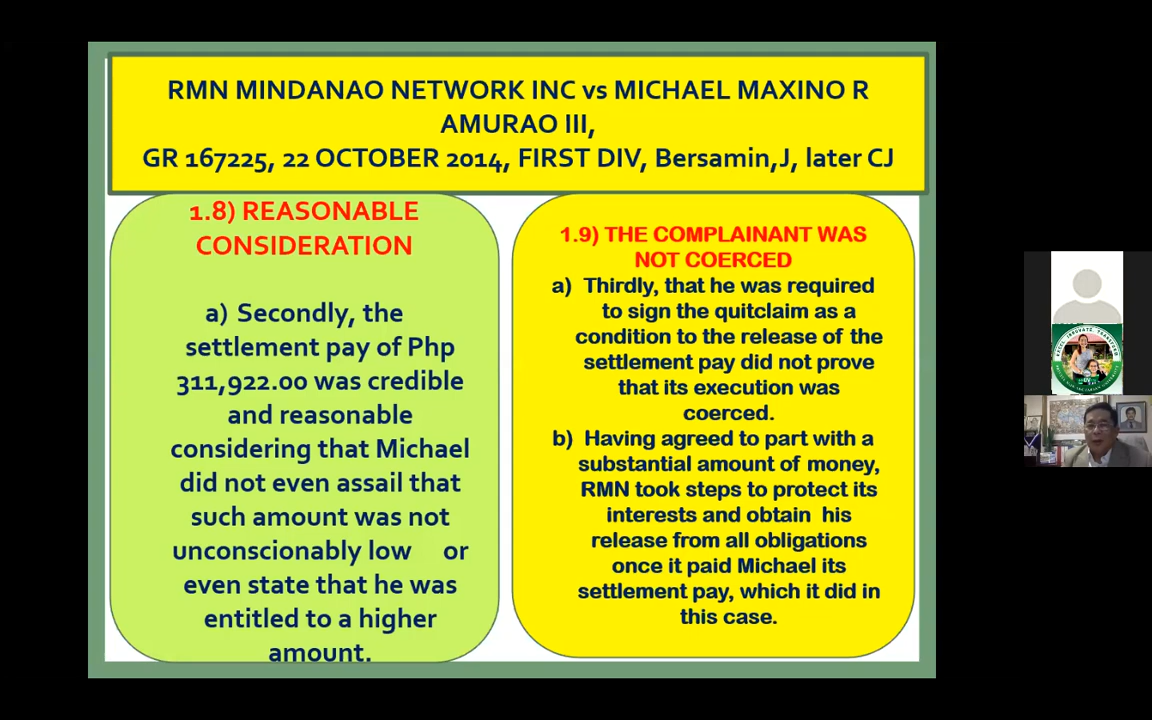 RMN MINDANAO NETWORK INC vs MICHAEL MAXINO R
AMURAO III,
GR 167225, 22 OCTOBER 2014, FIRST DIV, Bersamin,J, later CJ
1.8) REASONABLE
CONSIDERATION
a) Secondly, the
settlement pay of Php
311,922.00 was credible
and reasonable
considering that Michael
did not even assail that
such amount was not
unconscionably low or
even state that he was
entitled to a higher
amount.
1.9) THE COMPLAINANT WAS
NOT COERCED
a) Thirdly, that he was required
to sign the quitclaim as a
condition to the release of the
settlement pay did not prove
that its execution was
coerced.
b) Having agreed to part with a
substantial amount of money,
RMN took steps to protect its
interests and obtain his
release from all obligations
once it paid Michael its
settlement pay, which it did in
this case.